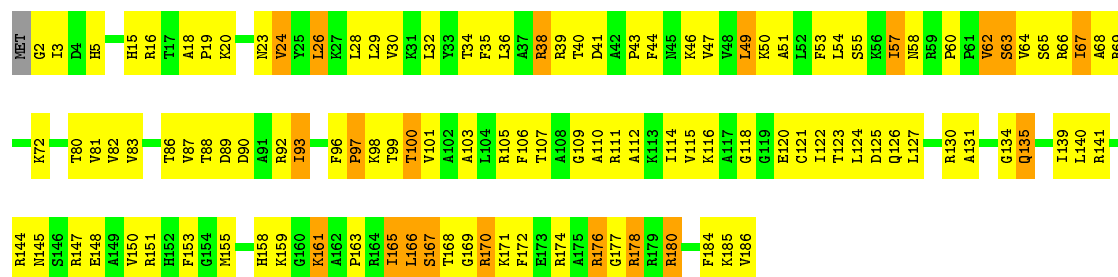 MET G2 I3 D4 H5 H15 R16 T17 A18 P19 K20 N23 V24 Y25 L26 K27 L28 L29 V30 K31 L32 Y33 T34 F35 L36 A37 R38 R39 T40 D41 A42 P43 F44 N45 K46 V47 V48 L49 K50 A51 L52 F53 L54 S55 K56 I57 N58 R59 P60 P61 V62 S63 V64 S65 R66 I67 A68 R69
K72 T80 V81 V82 V83 T86 V87 T88 D89 D90 A91 R92 I93 F96 P97 K98 T99 T100 V101 A102 A103 L104 R105 F106 T107 A108 G109 A110 R111 A112 K113 I114 V115 K116 A117 G118 G119 E120 C121 I122 T123 L124 D125 Q126 L127 R130 A131 G134 Q135 I139 L140 R141
R144 N145 S146 R147 E148 A149 V150 R151 H152 F153 G154 M155 H158 K159 G160 K161 A162 P163 R164 I165 L166 S167 T168 G169 R170 K171 F172 E173 R174 A175 R176 G177 R178 R179 R180 F184 K185 V186